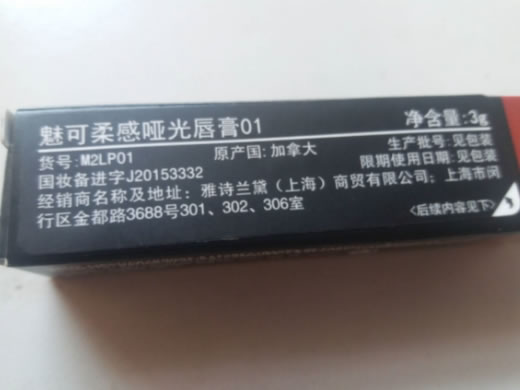 魅可柔感哑光唇膏01 净含量:3g
货号:M2LP01 原产国:加拿大 生产批号:见包装
国妆备进字J20153332 限期使用日期:见包装
经销商名称及地址:雅诗兰黛(上海)商贸有限公司:上海市闵
行区金都路3688号301、302、306室 <后续内容见下>